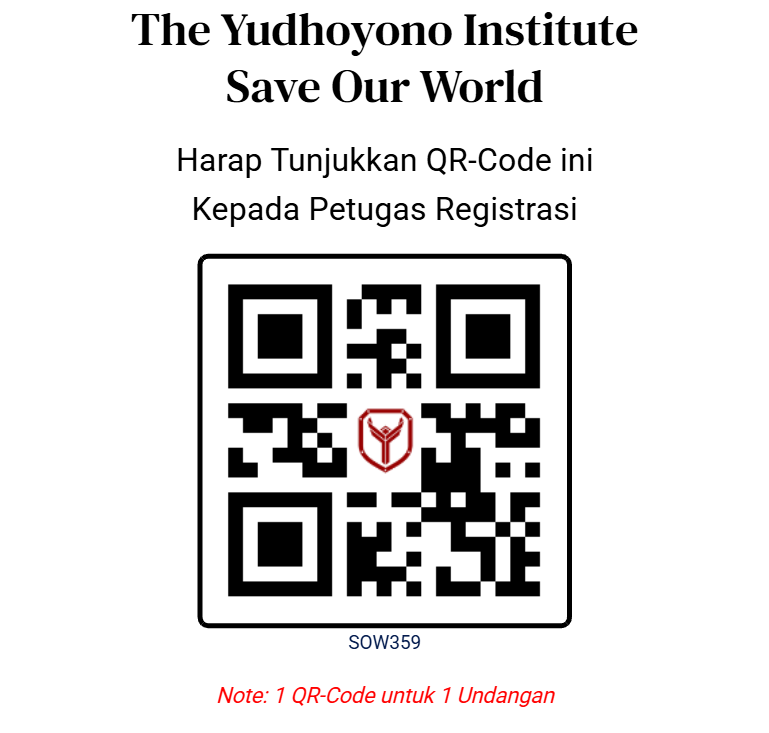 The Yudhoyono Institute
Save Our World
Harap Tunjukkan QR-Code ini
Kepada Petugas Registrasi
SOW359
Note: 1 QR-Code untuk 1 Undangan